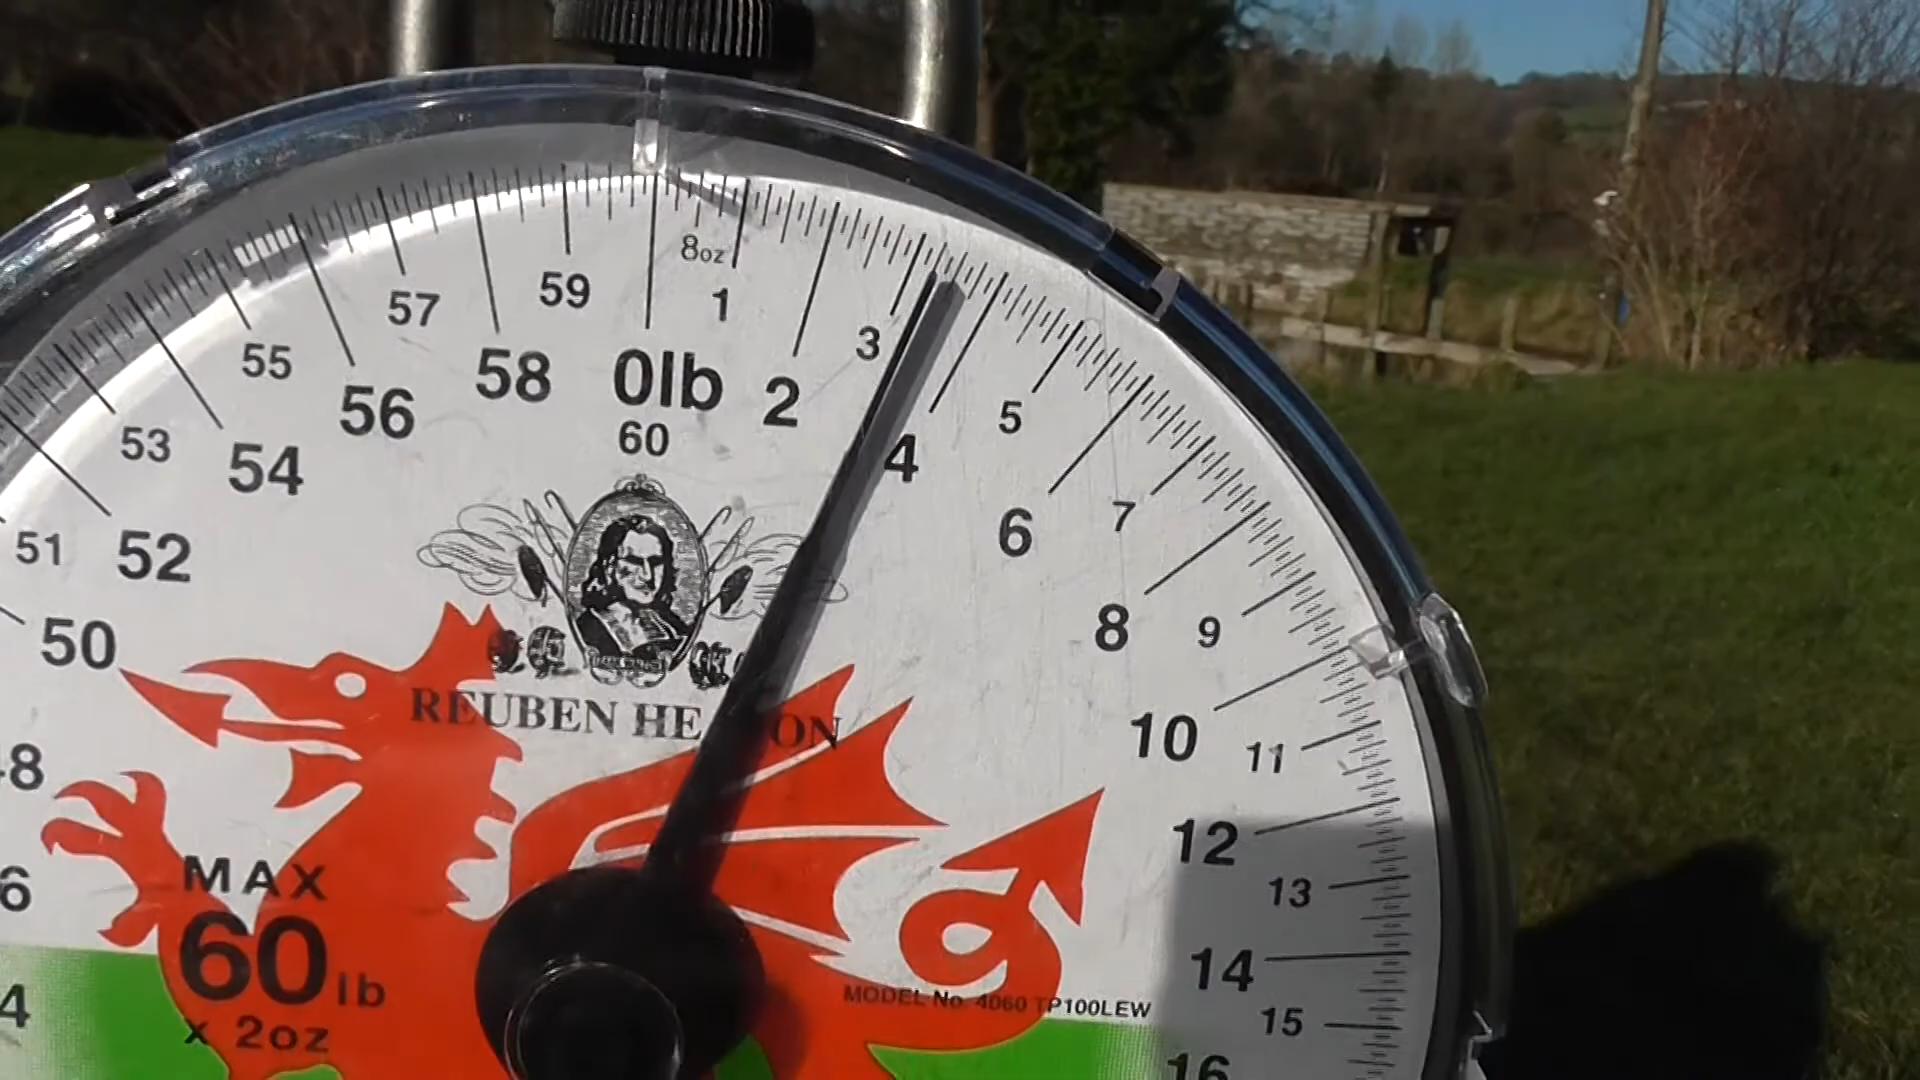 8oz
57 59 1 3
55 56 58 0lb 2 5
53 54 60 4
51 52 6 7
50 8 9
REUBEN HE ON
48 10 11
MAX 12
60lb 13
x 2oz 14
MODEL No. 4060 TP100LEW
15
16